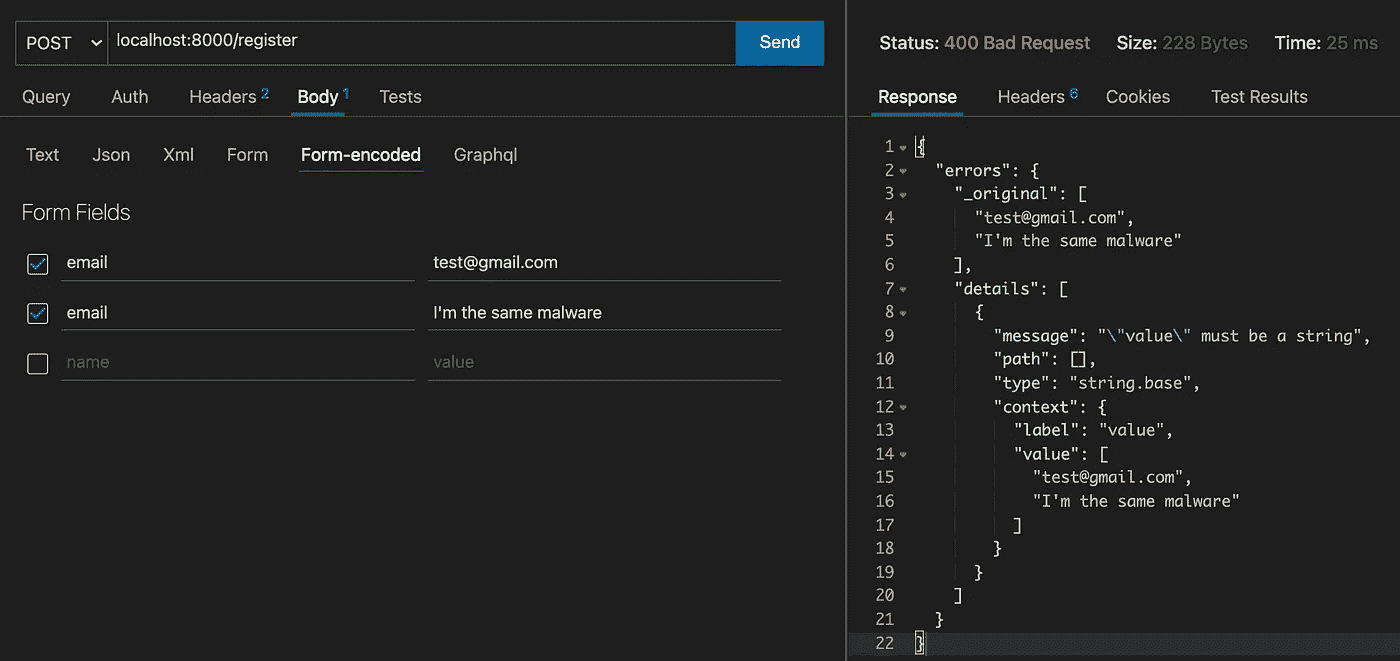 POST localhost:8000/register Send
Query Auth Headers 2 Body 1 Tests
Text Json Xml Form Form-encoded Graphql
Form Fields
email test@gmail.com
email I'm the same malware
name value
Status: 400 Bad Request Size: 228 Bytes Time: 25 ms
Response Headers 6 Cookies Test Results
1 {
2 "errors": {
3 "_original": [
4 "test@gmail.com",
5 "I'm the same malware"
6 ],
7 "details": [
8 {
9 "message": "\"value\" must be a string",
10 "path": [],
11 "type": "string.base",
12 "context": {
13 "label": "value",
14 "value": [
15 "test@gmail.com",
16 "I'm the same malware"
17 ]
18 }
19 }
20 ]
21 }
22 }